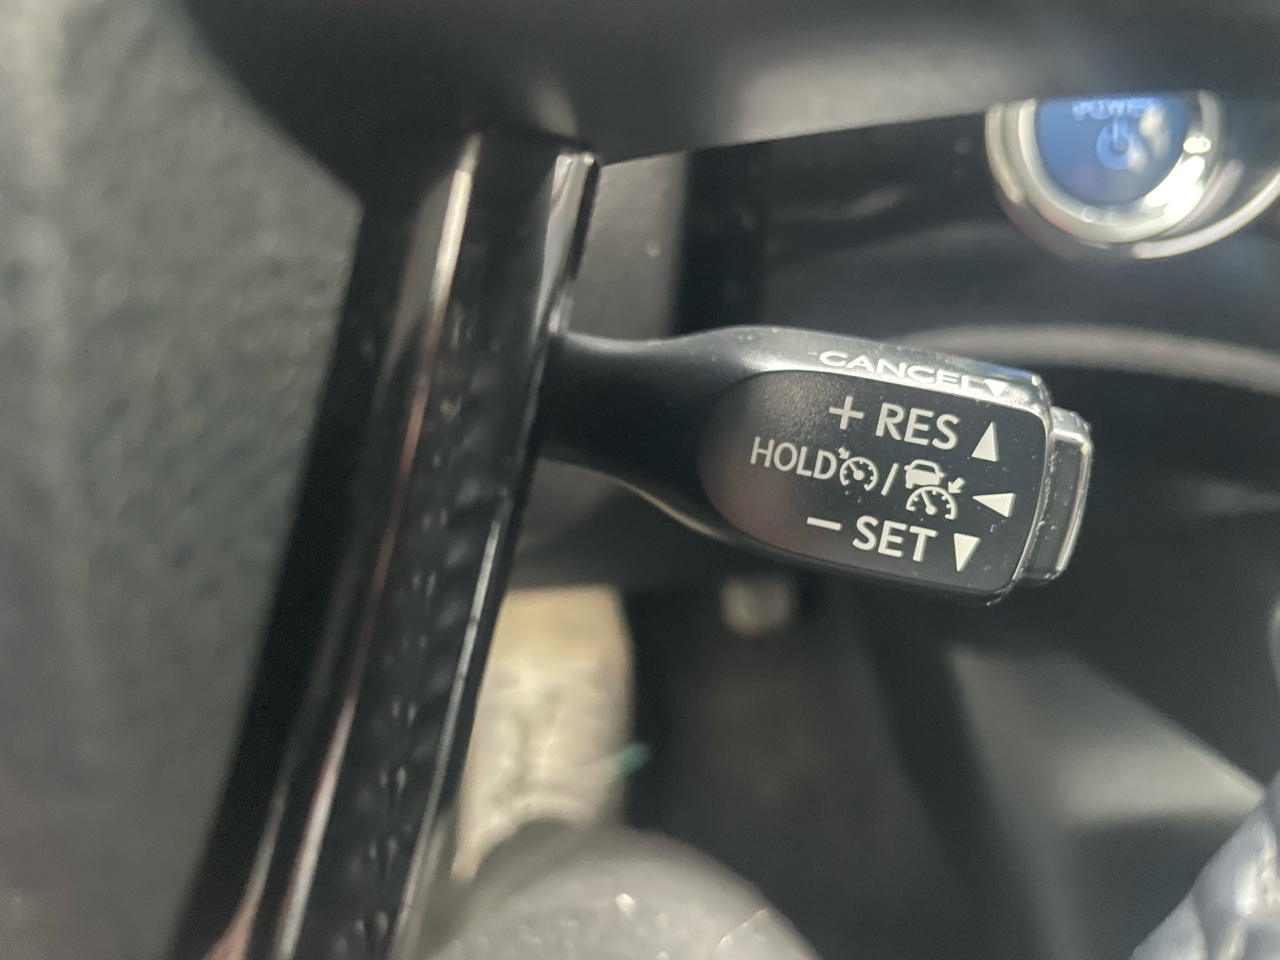 POWER
CANCEL▼
+ RES ▲
HOLD / ◀
− SET ▼